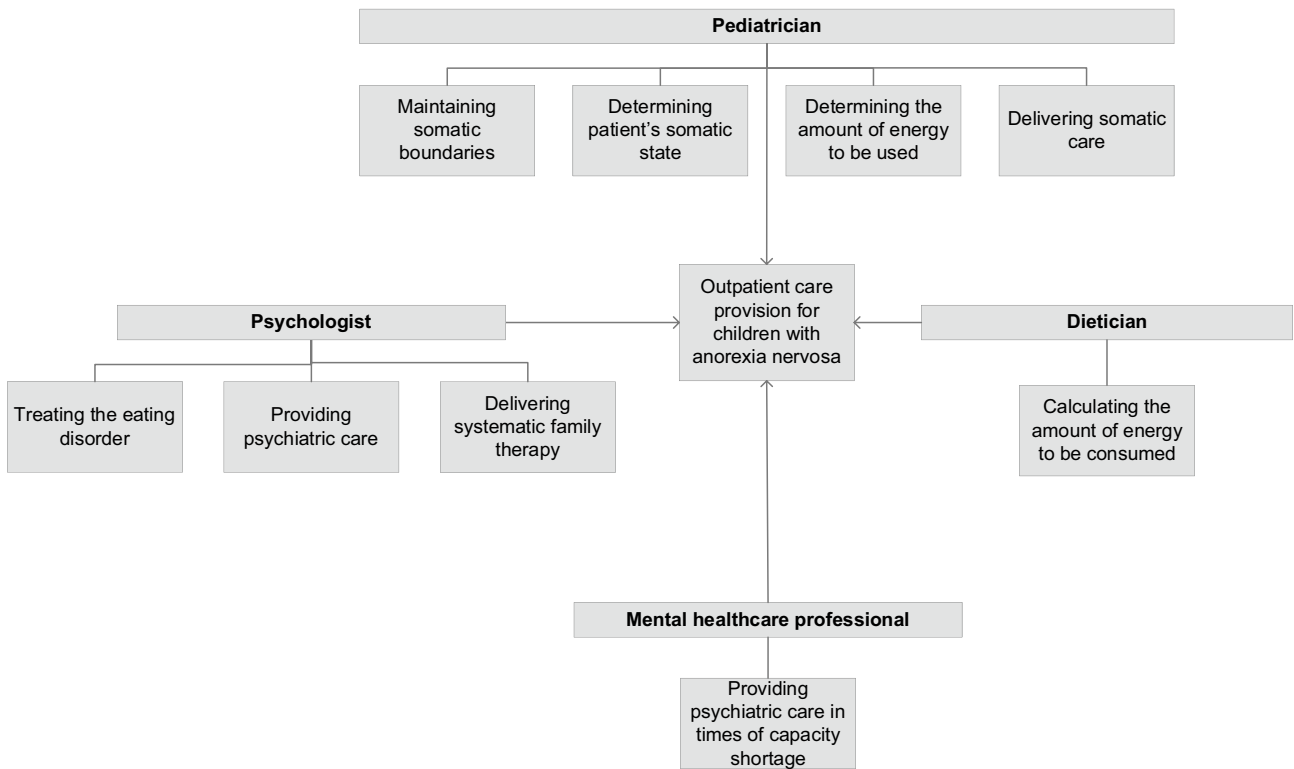 Pediatrician
Maintaining
somatic
boundaries
Determining
patient's somatic
state
Determining the
amount of energy
to be used
Delivering somatic
care
Outpatient care
provision for
children with
anorexia nervosa
Psychologist
Treating the eating
disorder
Providing
psychiatric care
Delivering
systematic family
therapy
Dietician
Calculating the
amount of energy
to be consumed
Mental healthcare professional
Providing
psychiatric care in
times of capacity
shortage